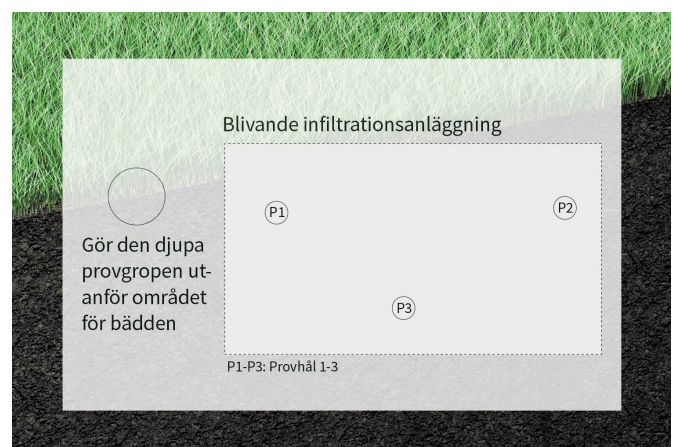 Blivande infiltrationsanläggning
P1
P2
P3
Gör den djupa
provgropen ut-
anför området
för bädden
P1-P3: Provhål 1-3